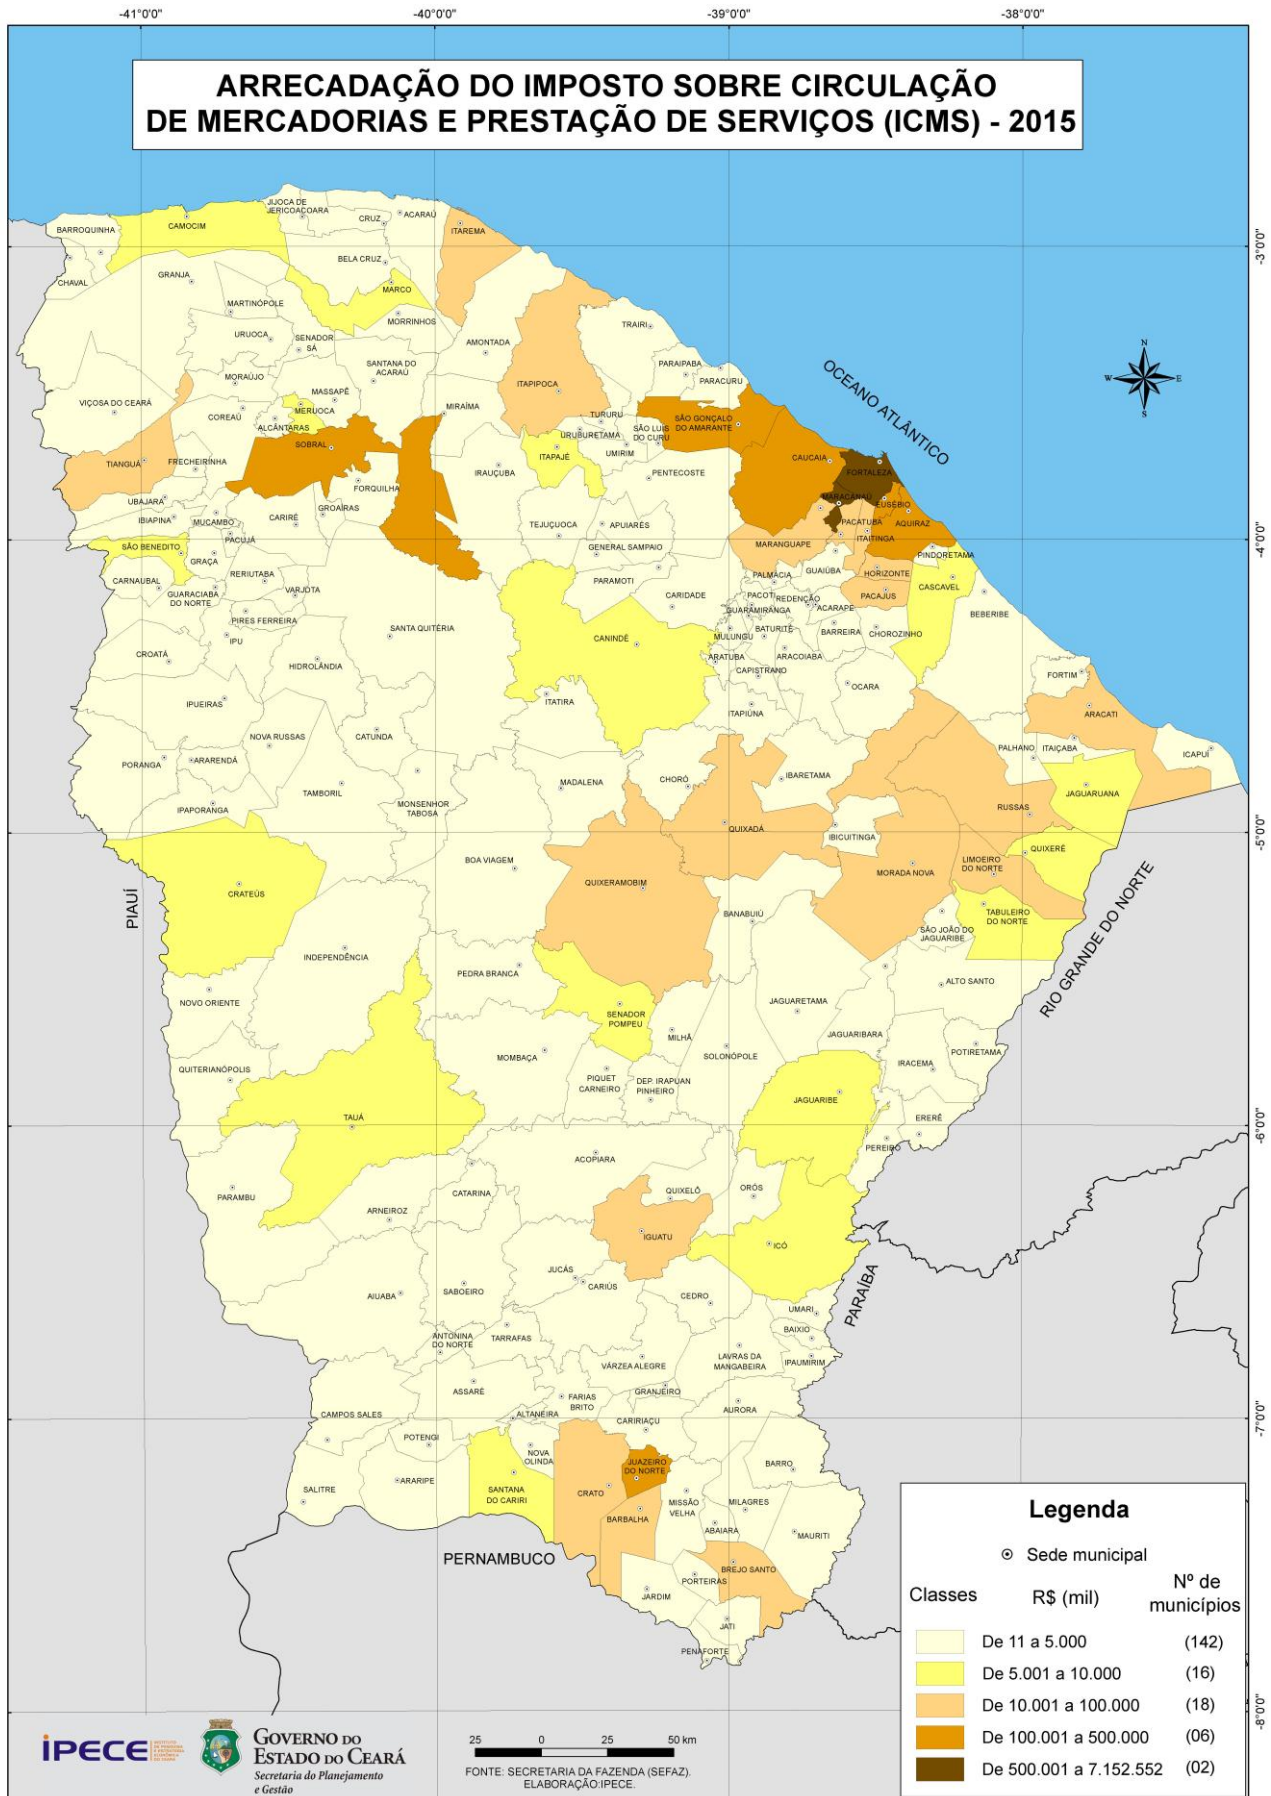 -41°0'0"
-40°0'0"
-39°0'0"
-38°0'0"
ARRECADAÇÃO DO IMPOSTO SOBRE CIRCULAÇÃO
DE MERCADORIAS E PRESTAÇÃO DE SERVIÇOS (ICMS) - 2015
JIJOCA DE
JERICOACOARA
CRUZ
ACARAÚ
BARROQUINHA
CAMOCIM
ITAREMA
-3°0'0"
BELA CRUZ
CHAVAL
GRANJA
MARCO
MARTINÓPOLE
MORRINHOS
TRAIRI
URUOCA
SENADOR
SÁ
AMONTADA
N
W
E
S
OCEANO ATLÂNTICO
SANTANA DO
ACARAÚ
PARAIPABA
PARACURU
MORAÚJO
ITAPIPOCA
VIÇOSA DO CEARÁ
MASSAPÊ
MERUOCA
MIRAÍMA
COREAÚ
ALCÂNTARAS
TURURU
URUBURETAMA
SÃO LUIS
DO CURU
SÃO GONÇALO
DO AMARANTE
UMIRIM
SOBRAL
ITAPAJÉ
CAUCAIA
TIANGUÁ
FRECHEIRINHA
IRAUÇUBA
PENTECOSTE
FORTALEZA
FORQUILHA
UBAJARA
MARACANAÚ
EUSÉBIO
GROAÍRAS
IBIAPINA
MUCAMBO
CARIRÉ
TEJUÇUOCA
APUIARÉS
PACATUBA
AQUIRAZ
PACUJÁ
ITAITINGA
-4°0'0"
SÃO BENEDITO
GENERAL SAMPAIO
MARANGUAPE
PINDORETAMA
GRAÇA
RERIUTABA
PARAMOTI
PALMÁCIA
GUAIÚBA
HORIZONTE
CARNAUBAL
VARJOTA
CARIDADE
PACOTI
REDENÇÃO
PACAJUS
CASCAVEL
GUARACIABA
DO NORTE
GUARAMIRANGA
ACARAPE
BEBERIBE
PIRES FERREIRA
SANTA QUITÉRIA
MULUNGU
BATURITÉ
BARREIRA
CHOROZINHO
IPU
CANINDÉ
CROATÁ
HIDROLÂNDIA
ARATUBA
ARACOIABA
CAPISTRANO
FORTIM
OCARA
IPUEIRAS
ITATIRA
ITAPIÚNA
ARACATI
NOVA RUSSAS
CATUNDA
PALHANO
ITAIÇABA
ICAPUÍ
PORANGA
ARARENDÁ
MADALENA
CHORÓ
IBARETAMA
TAMBORIL
JAGUARUANA
IPAPORANGA
MONSENHOR
TABOSA
RUSSAS
QUIXADÁ
IBICUITINGA
-5°0'0"
QUIXERÉ
BOA VIAGEM
LIMOEIRO
DO NORTE
QUIXERAMOBIM
MORADA NOVA
CRATEÚS
PIAUÍ
BANABUIÚ
TABULEIRO
DO NORTE
SÃO JOÃO DO
JAGUARIBE
RIO GRANDE DO NORTE
INDEPENDÊNCIA
PEDRA BRANCA
ALTO SANTO
NOVO ORIENTE
SENADOR
POMPEU
JAGUARETAMA
JAGUARIBARA
MILHÃ
SOLONÓPOLE
MOMBAÇA
POTIRETAMA
IRACEMA
QUITERIANÓPOLIS
PIQUET
CARNEIRO
DEP. IRAPUAN
PINHEIRO
JAGUARIBE
TAUÁ
ERERÊ
-6°0'0"
PEREIRO
ACOPIARA
ORÓS
PARAMBU
CATARINA
QUIXELÔ
ARNEIROZ
IGUATU
ICÓ
JUCÁS
CARIÚS
AIUABA
SABOEIRO
CEDRO
PARAÍBA
UMARI
ANTONINA
DO NORTE
TARRAFAS
BAIXIO
LAVRAS DA
MANGABEIRA
IPAUMIRIM
VÁRZEA ALEGRE
ASSARÉ
FARIAS
BRITO
GRANJEIRO
AURORA
CAMPOS SALES
ALTANEIRA
CARIRIAÇU
-7°0'0"
POTENGI
NOVA
OLINDA
JUAZEIRO
DO NORTE
BARRO
SALITRE
ARARIPE
SANTANA
DO CARIRI
CRATO
MISSÃO
VELHA
MILAGRES
BARBALHA
ABAIARA
MAURITI
PERNAMBUCO
BREJO SANTO
PORTEIRAS
JARDIM
JATI
PENAFORTE
-8°0'0"
Legenda
Sede municipal
Classes R$ (mil) Nº de
municípios
De 11 a 5.000 (142)
De 5.001 a 10.000 (16)
De 10.001 a 100.000 (18)
De 100.001 a 500.000 (06)
De 500.001 a 7.152.552 (02)
IPECE
GOVERNO DO
ESTADO DO CEARÁ
Secretaria do Planejamento
e Gestão
25 0 25 50 km
FONTE: SECRETARIA DA FAZENDA (SEFAZ).
ELABORAÇÃO:IPECE.